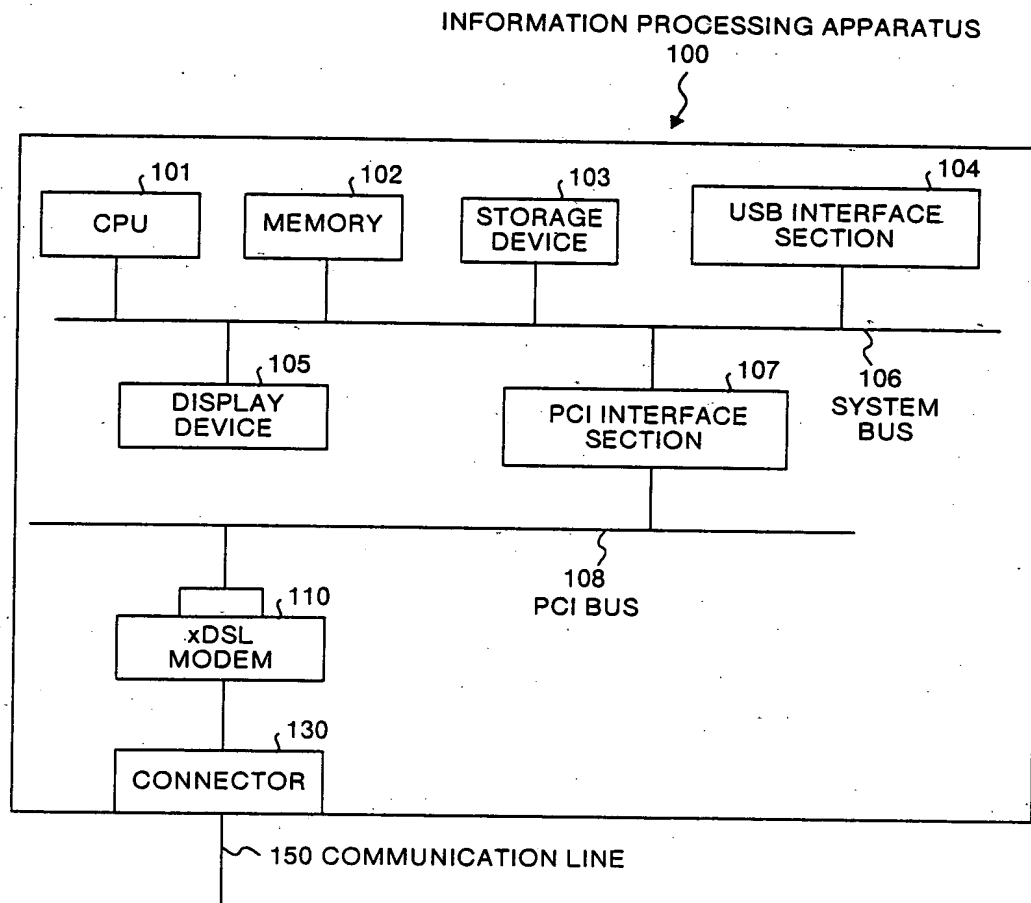 INFORMATION PROCESSING APPARATUS
100
101
CPU
102
MEMORY
103
STORAGE
DEVICE
104
USB INTERFACE
SECTION
105
DISPLAY
DEVICE
107
PCI INTERFACE
SECTION
106
SYSTEM
BUS
108
PCI BUS
110
xDSL
MODEM
130
CONNECTOR
150 COMMUNICATION LINE